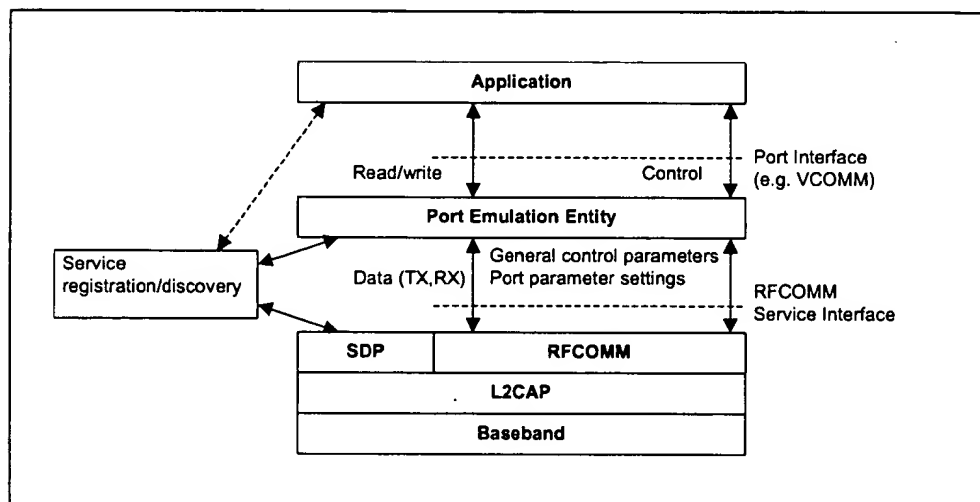 Application
Read/write
Control
Port Interface
(e.g. VCOMM)
Port Emulation Entity
Service
registration/discovery
Data (TX,RX)
General control parameters
Port parameter settings
RFCOMM
Service Interface
SDP
RFCOMM
L2CAP
Baseband